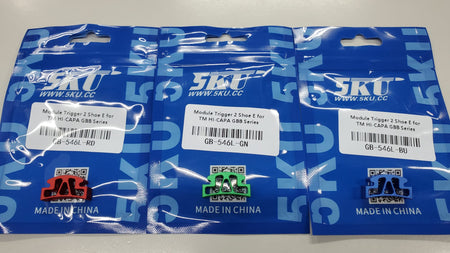 5KU
WWW.5KU.CC
Module Trigger 2 Shoe E for
TM HI-CAPA GBB Series
GB-546L-RD
MADE IN CHINA
5KU
WWW.5KU.CC
Module Trigger 2 Shoe E for
TM HI-CAPA GBB Series
GB-546L-GN
MADE IN CHINA
5KU
WWW.5KU.CC
Module Trigger 2 Shoe E for
TM HI-CAPA GBB Series
GB-546L-BU
MADE IN CHINA